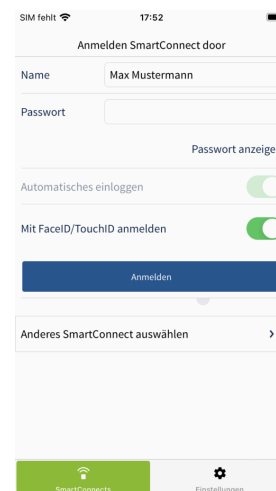 SIM fehlt 17:52
Anmelden SmartConnect door
Name Max Mustermann
Passwort
Passwort anzeige
Automatisches einloggen
Mit FaceID/TouchID anmelden
Anmelden
Anderes SmartConnect auswählen
SmartConnects Einstellungen